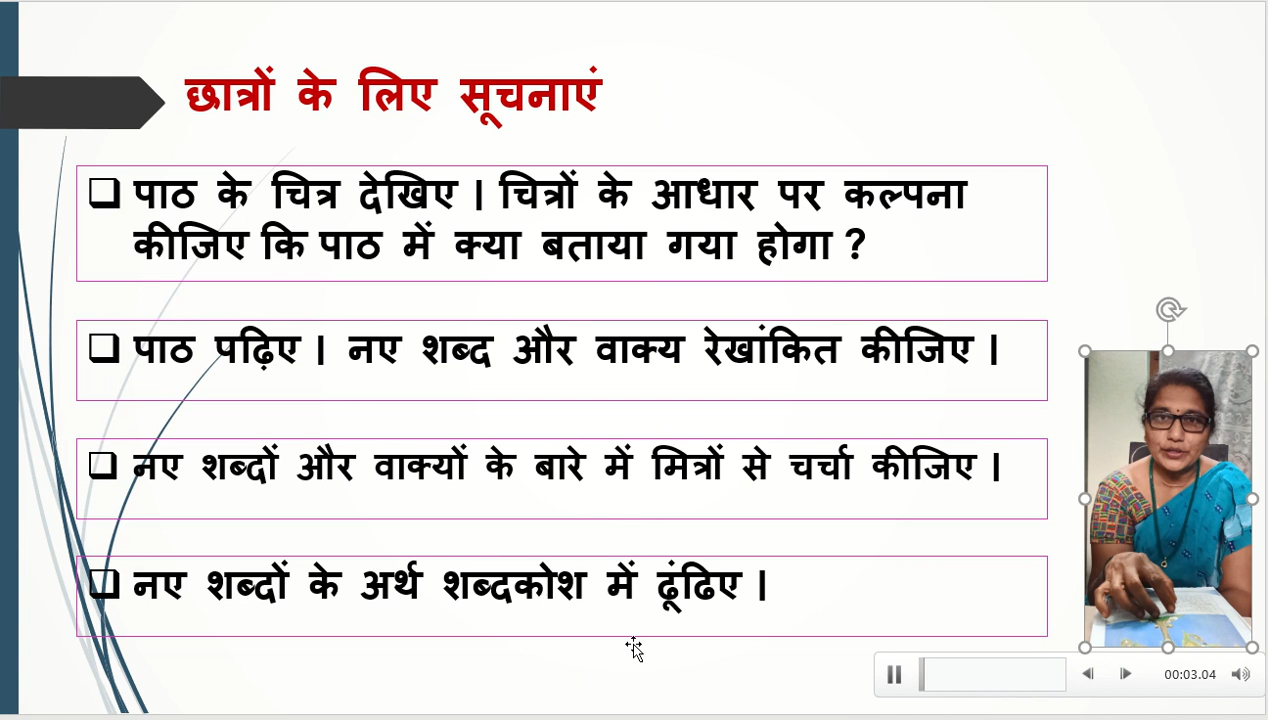 छात्रों के लिए सूचनाएं
❑ पाठ के चित्र देखिए | चित्रों के आधार पर कल्पना
कीजिए कि पाठ में क्या बताया गया होगा ?
❑ पाठ पढ़िए | नए शब्द और वाक्य रेखांकित कीजिए |
❑ नए शब्दों और वाक्यों के बारे में मित्रों से चर्चा कीजिए |
❑ नए शब्दों के अर्थ शब्दकोश में ढूंढिए |
00:03.04